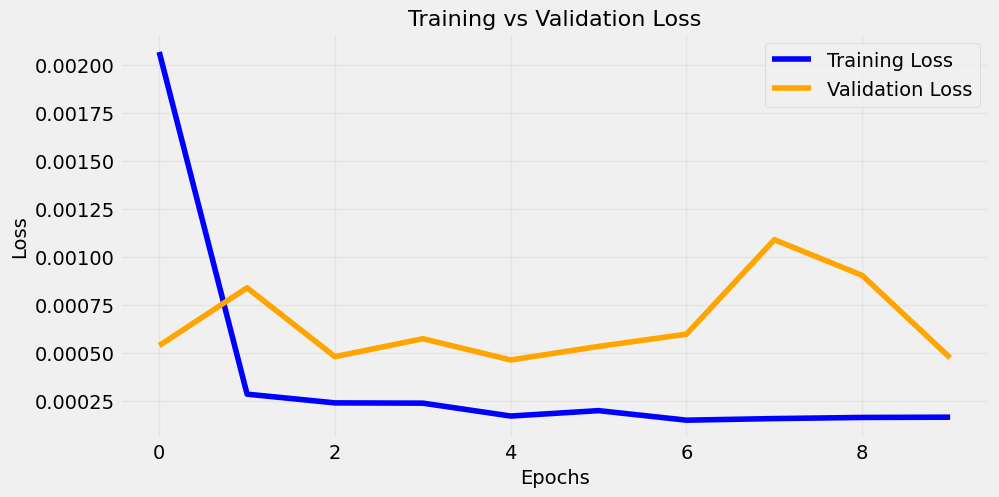 Training vs Validation Loss
Training Loss
Validation Loss
0.00200
0.00175
0.00150
0.00125
0.00100
0.00075
0.00050
0.00025
Loss
0 2 4 6 8
Epochs